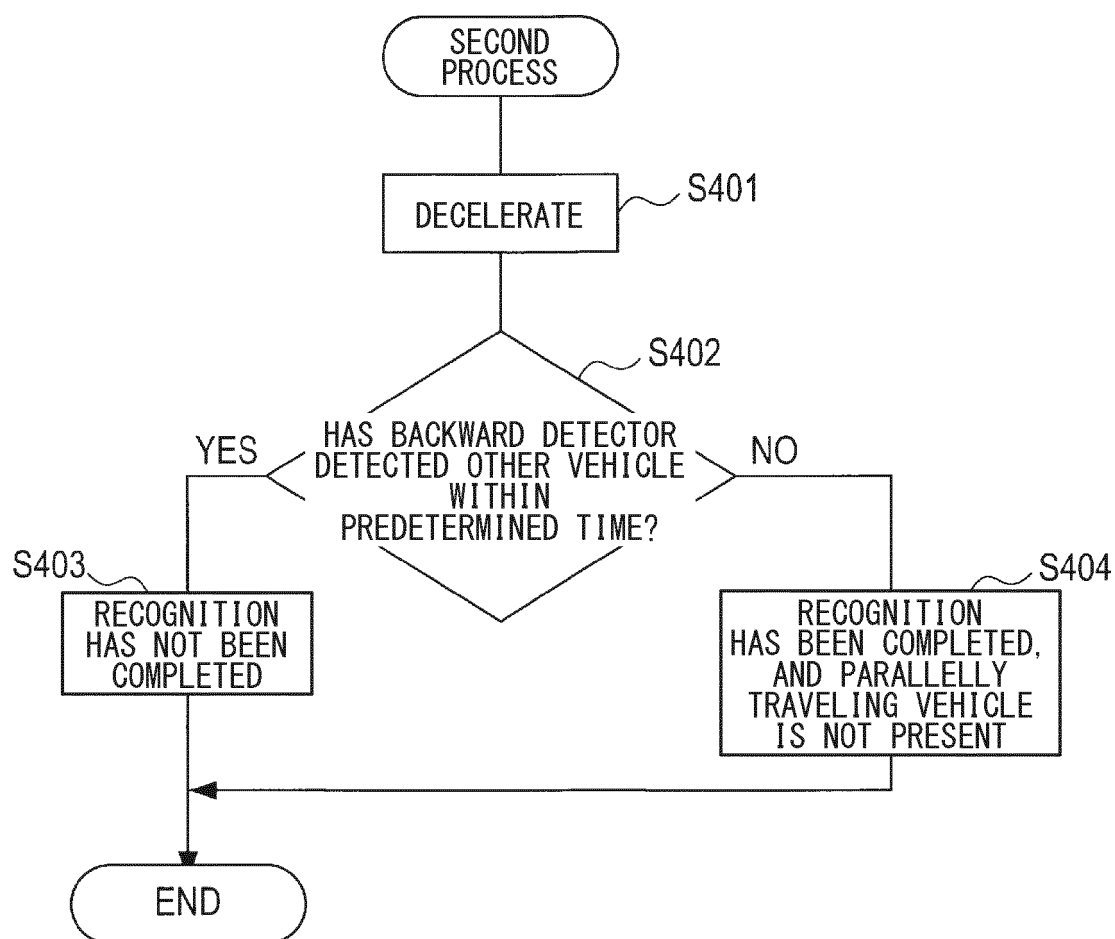 SECOND
PROCESS
DECELERATE
S401
S402
HAS BACKWARD DETECTOR
DETECTED OTHER VEHICLE
WITHIN
PREDETERMINED TIME?
YES
NO
S403
RECOGNITION
HAS NOT BEEN
COMPLETED
S404
RECOGNITION
HAS BEEN COMPLETED,
AND PARALLELLY
TRAVELING VEHICLE
IS NOT PRESENT
END